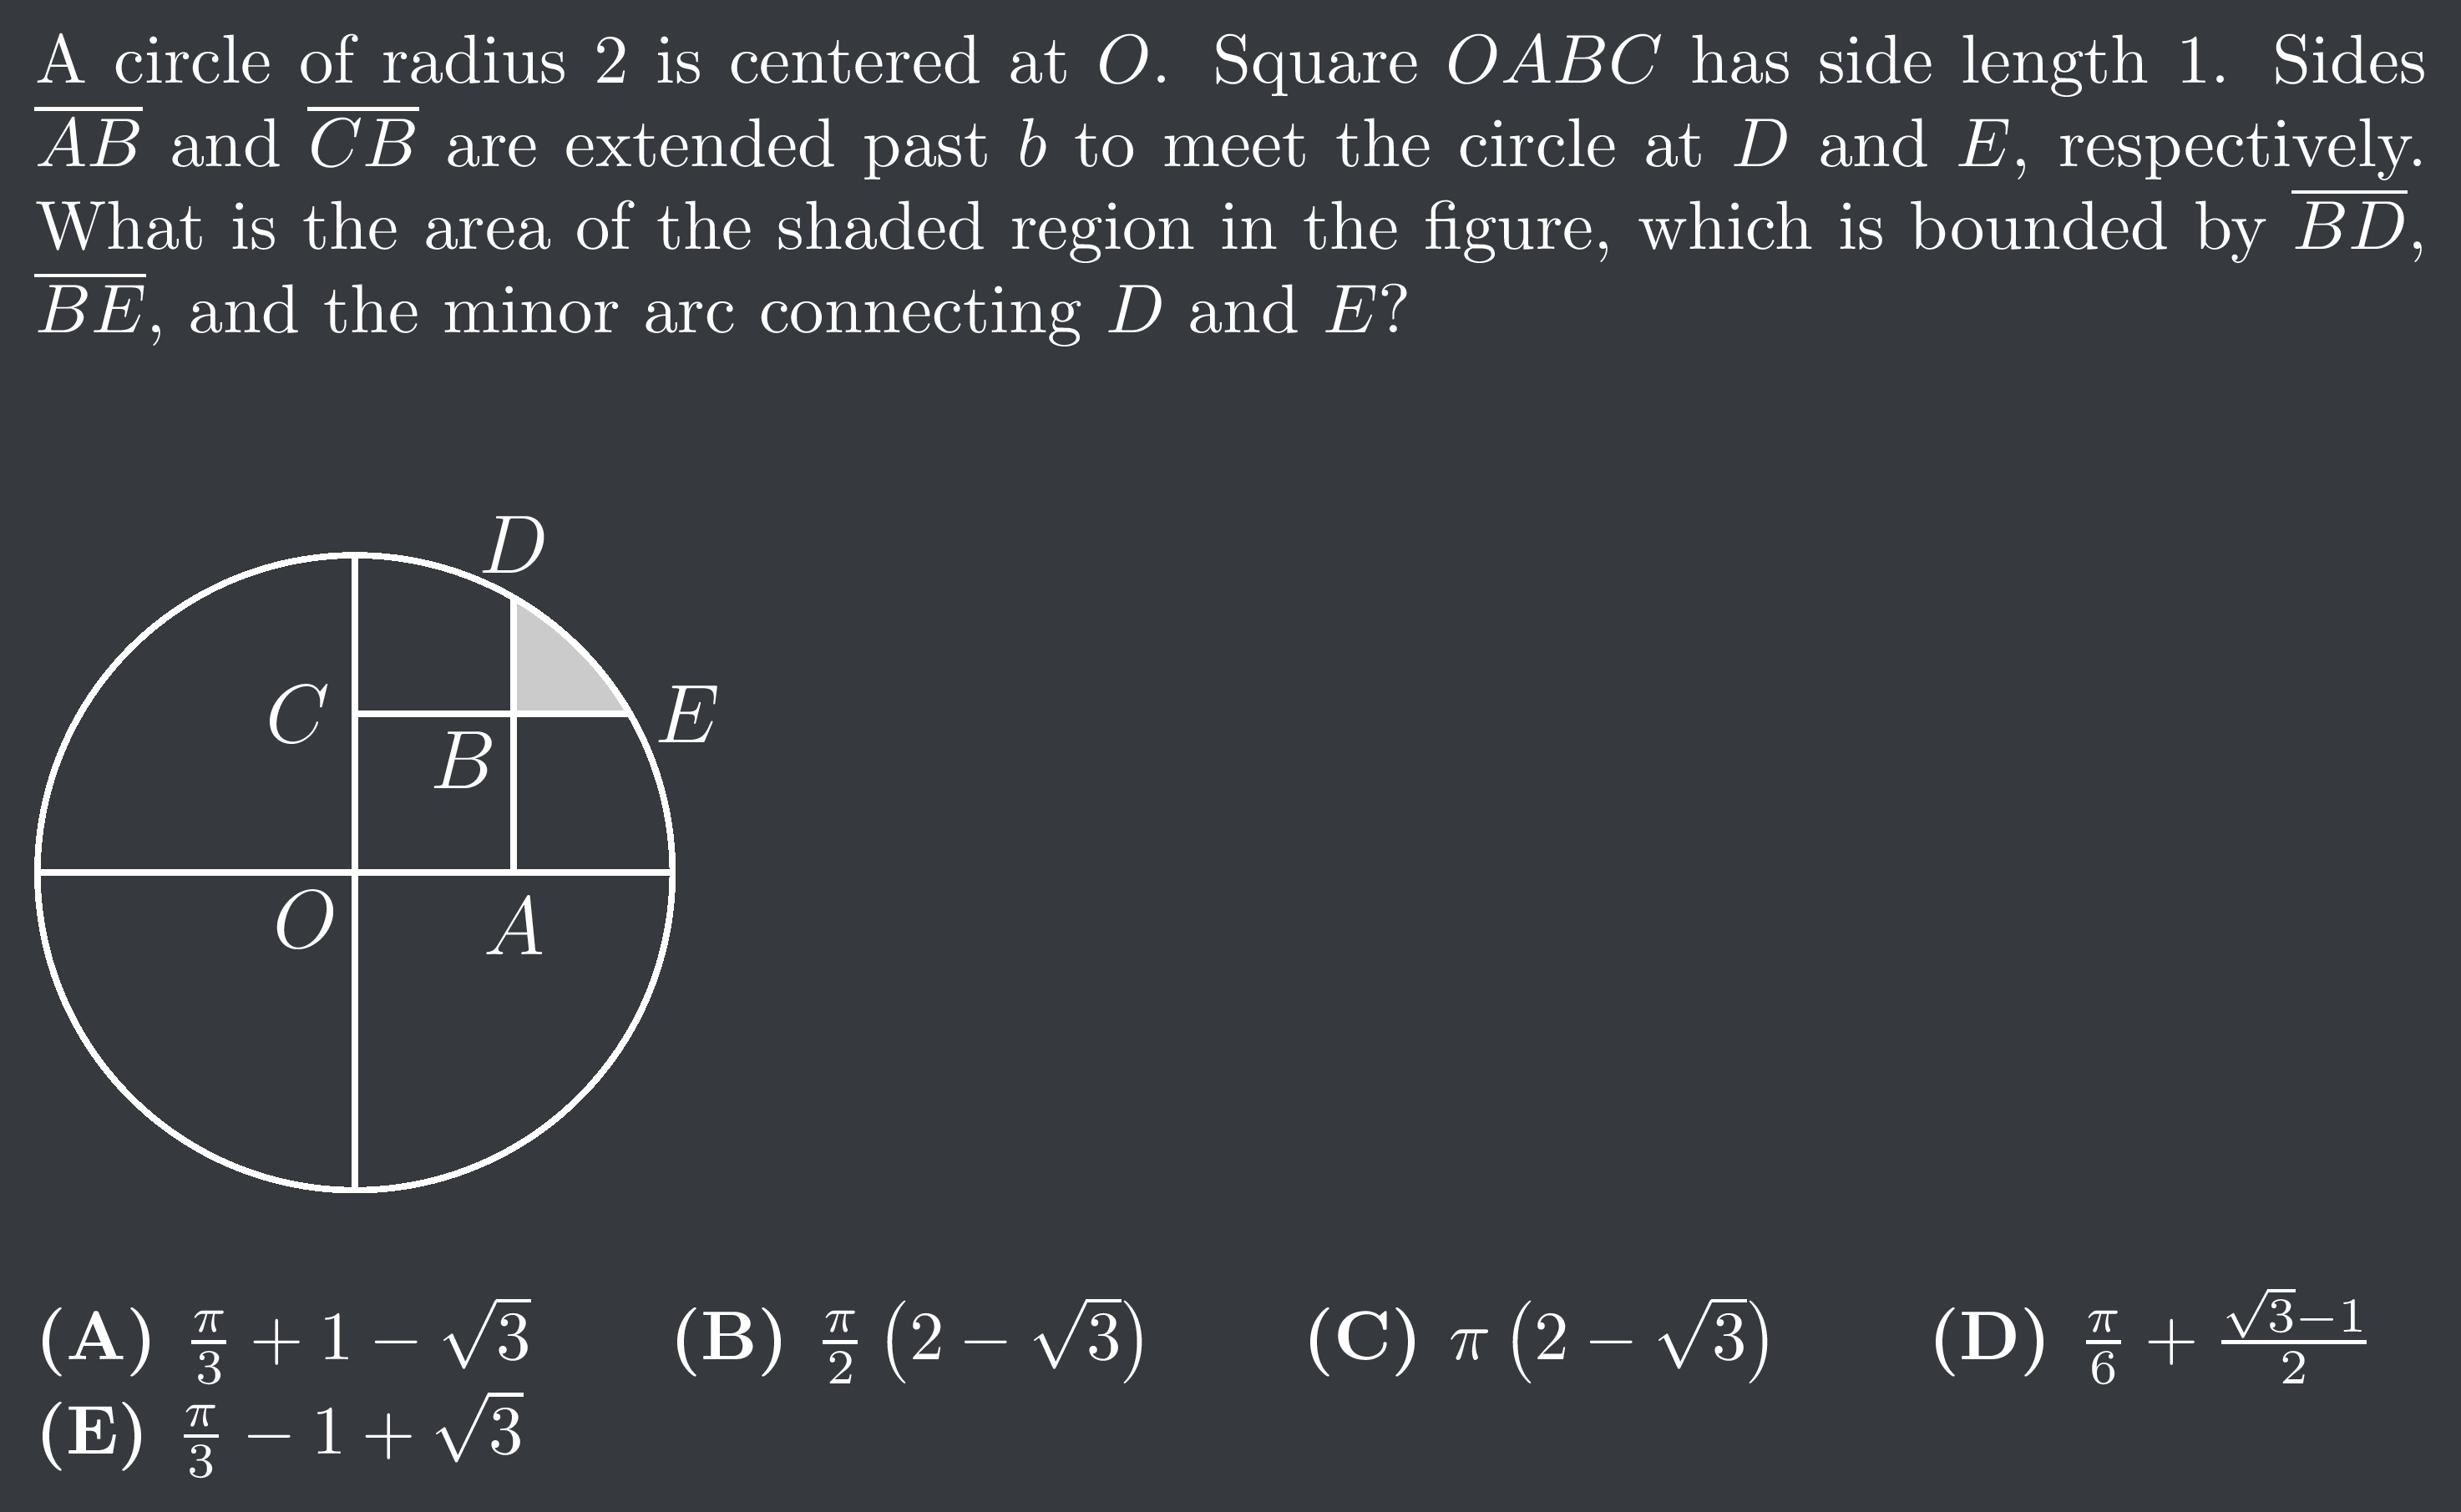 A circle of radius 2 is centered at $O$. Square $OABC$ has side length 1. Sides
$\overline{AB}$ and $\overline{CB}$ are extended past $b$ to meet the circle at $D$ and $E$, respectively.
What is the area of the shaded region in the figure, which is bounded by $\overline{BD}$,
$\overline{BE}$, and the minor arc connecting $D$ and $E$?
D
C
E
B
O
A
(A) $\frac{\pi}{3} + 1 - \sqrt{3}$ (B) $\frac{\pi}{2}\left(2 - \sqrt{3}\right)$ (C) $\pi\left(2 - \sqrt{3}\right)$ (D) $\frac{\pi}{6} + \frac{\sqrt{3}-1}{2}$
(E) $\frac{\pi}{3} - 1 + \sqrt{3}$